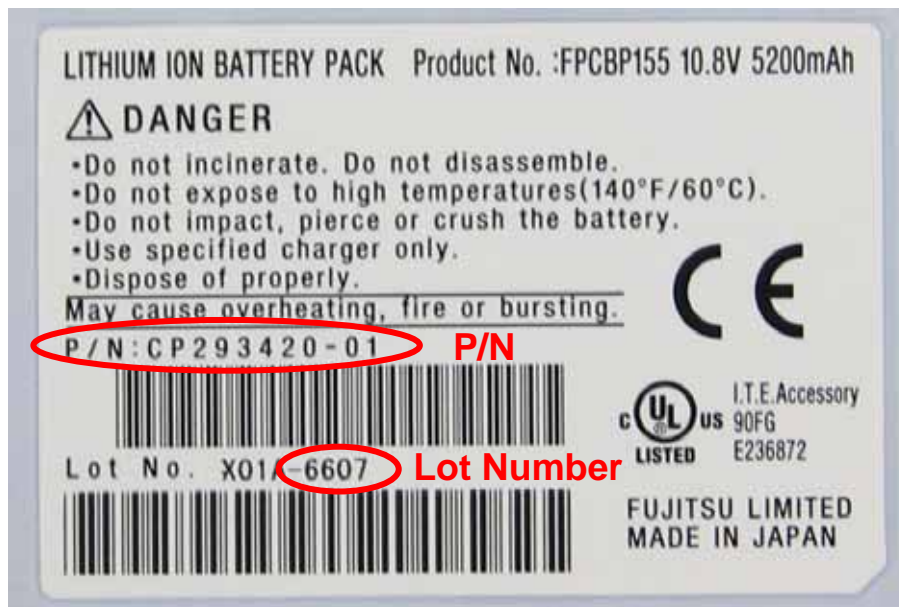 LITHIUM ION BATTERY PACK Product No. :FPCBP155 10.8V 5200mAh
DANGER
•Do not incinerate. Do not disassemble.
•Do not expose to high temperatures(140°F/60°C).
•Do not impact, pierce or crush the battery.
•Use specified charger only.
•Dispose of properly.
May cause overheating, fire or bursting.
CE
P/N:CP293420-01 P/N
C UL US LISTED
I.T.E.Accessory
90FG
E236872
Lot No. X01A-6607 Lot Number
FUJITSU LIMITED
MADE IN JAPAN